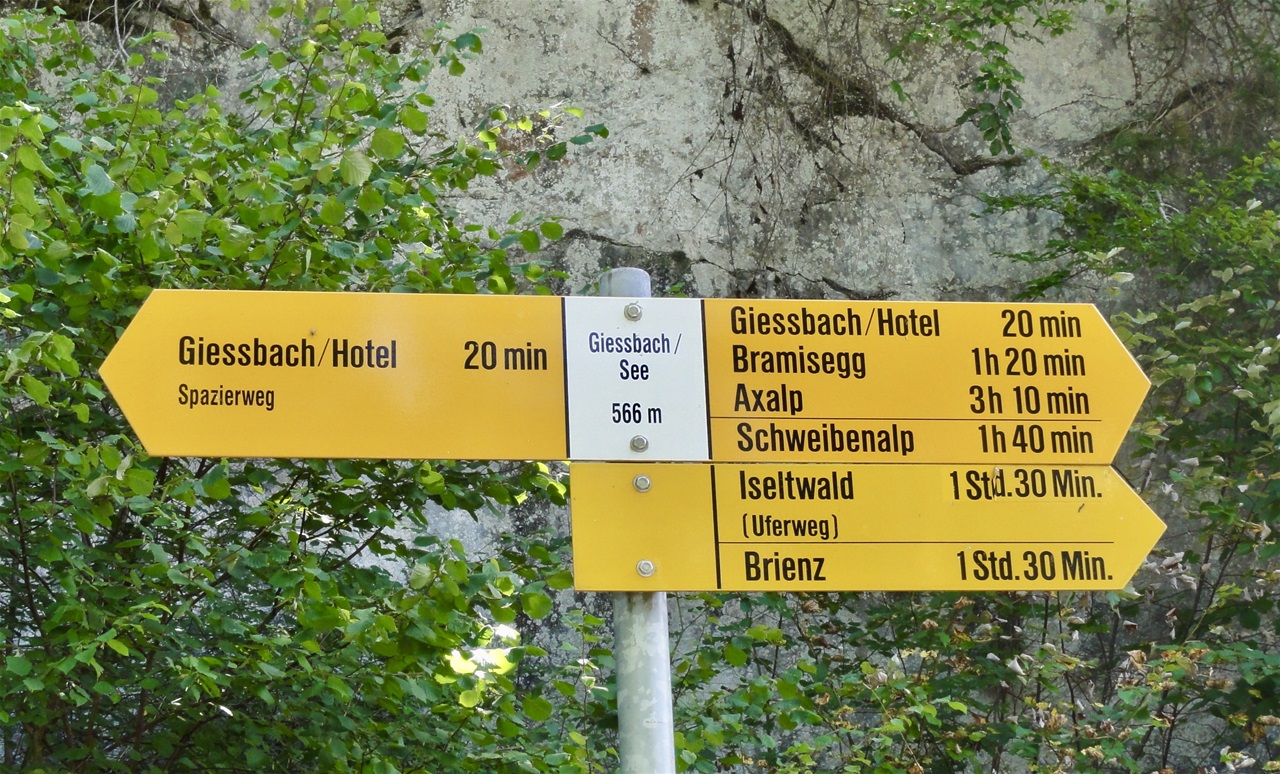 Giessbach/Hotel 20 min
Spazierweg
Giessbach/
See
566 m
Giessbach/Hotel 20 min
Bramisegg 1h 20 min
Axalp 3h 10 min
Schweibenalp 1h 40 min
Iseltwald 1 Std. 30 Min.
(Uferweg)
Brienz 1 Std. 30 Min.